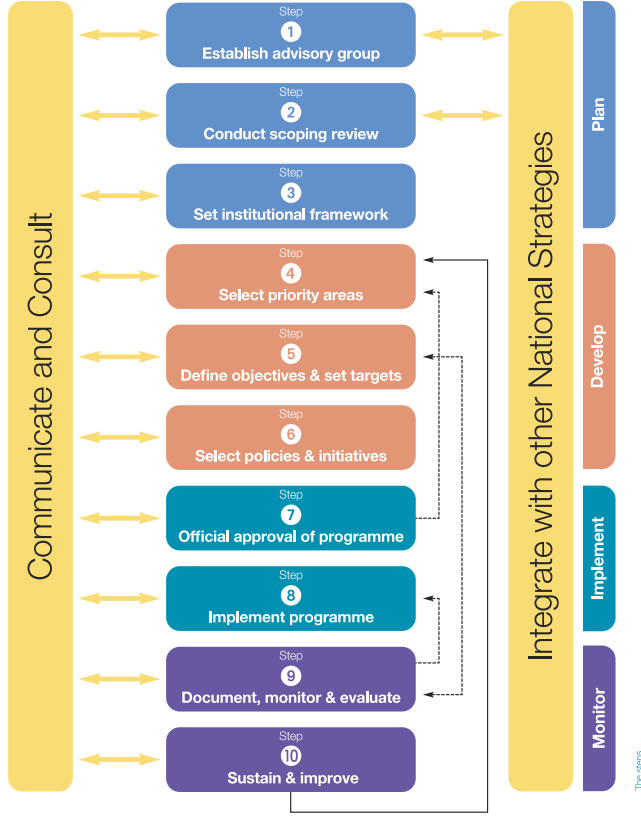 Communicate and Consult
Step
1
Establish advisory group
Step
2
Conduct scoping review
Step
3
Set institutional framework
Step
4
Select priority areas
Step
5
Define objectives & set targets
Step
6
Select policies & initiatives
Step
7
Official approval of programme
Step
8
Implement programme
Step
9
Document, monitor & evaluate
Step
10
Sustain & improve
Integrate with other National Strategies
Plan
Develop
Implement
Monitor
The steps